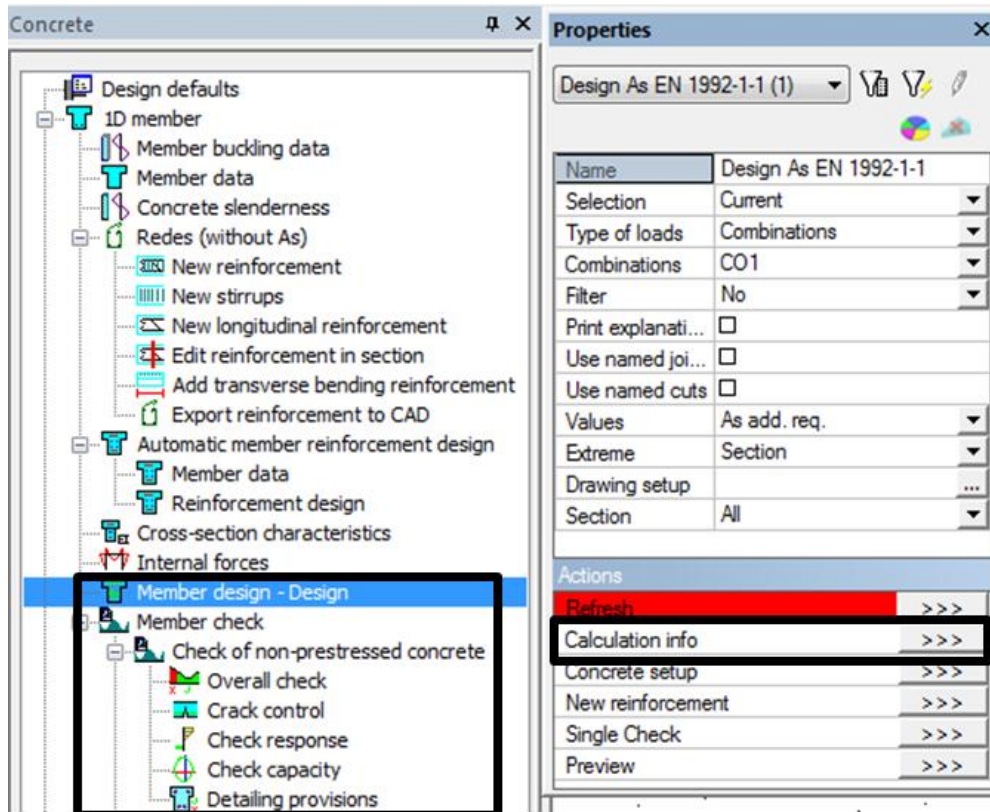 Concrete
Design defaults
1D member
Member buckling data
Member data
Concrete slenderness
Redes (without As)
New reinforcement
New stirrups
New longitudinal reinforcement
Edit reinforcement in section
Add transverse bending reinforcement
Export reinforcement to CAD
Automatic member reinforcement design
Member data
Reinforcement design
Cross-section characteristics
Internal forces
Member design - Design
Member check
Check of non-prestressed concrete
Overall check
Crack control
Check response
Check capacity
Detailing provisions
Properties
Design As EN 1992-1-1 (1)
Name Design As EN 1992-1-1
Selection Current
Type of loads Combinations
Combinations CO1
Filter No
Print explanati...
Use named joi...
Use named cuts
Values As add. req.
Extreme Section
Drawing setup ...
Section All
Actions
Refresh >>>
Calculation info >>>
Concrete setup >>>
New reinforcement >>>
Single Check >>>
Preview >>>